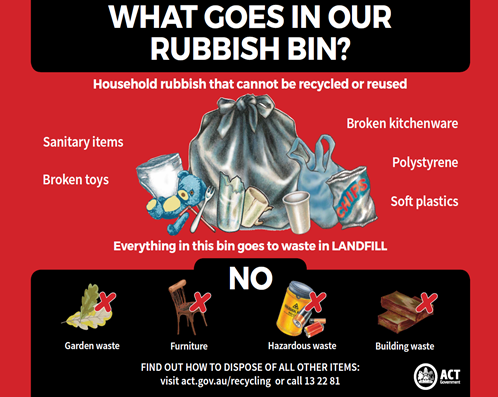 WHAT GOES IN OUR
RUBBISH BIN?
Household rubbish that cannot be recycled or reused
Sanitary items
Broken toys
Broken kitchenware
Polystyrene
Soft plastics
CHIPS
Everything in this bin goes to waste in LANDFILL
NO
Garden waste
Furniture
Hazardous waste
Building waste
FIND OUT HOW TO DISPOSE OF ALL OTHER ITEMS:
visit act.gov.au/recycling or call 13 22 81
ACT
Government